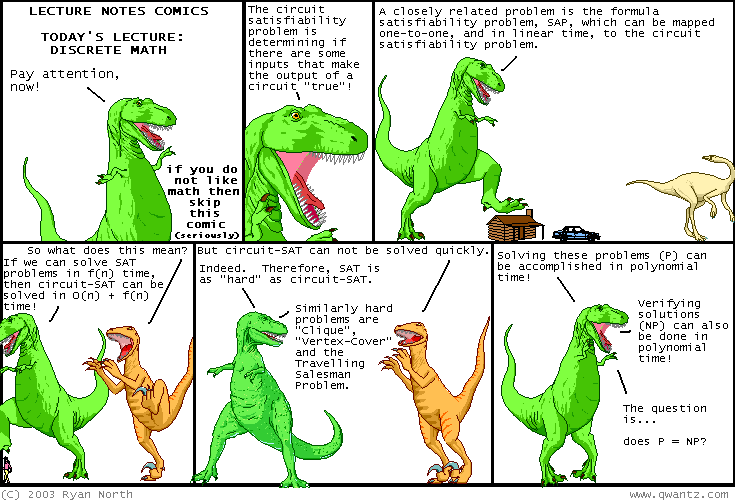 LECTURE NOTES COMICS
TODAY'S LECTURE:
DISCRETE MATH
Pay attention,
now!
if you do
not like
math then
skip
this
comic
(seriously)
The circuit
satisfiability
problem is
determining if
there are some
inputs that make
the output of a
circuit "true"!
A closely related problem is the formula
satisfiability problem, SAP, which can be mapped
one-to-one, and in linear time, to the circuit
satisfiability problem.
So what does this mean?
If we can solve SAT
problems in f(n) time,
then circuit-SAT can be
solved in O(n) + f(n)
time!
But circuit-SAT can not be solved quickly.
Indeed. Therefore, SAT is
as "hard" as circuit-SAT.
Similarly hard
problems are
"Clique",
"Vertex-Cover"
and the
Travelling
Salesman
Problem.
Solving these problems (P) can
be accomplished in polynomial
time!
Verifying
solutions
(NP) can also
be done in
polynomial
time!
The question
is...
does P = NP?
(C) 2003 Ryan North
www.qwantz.com